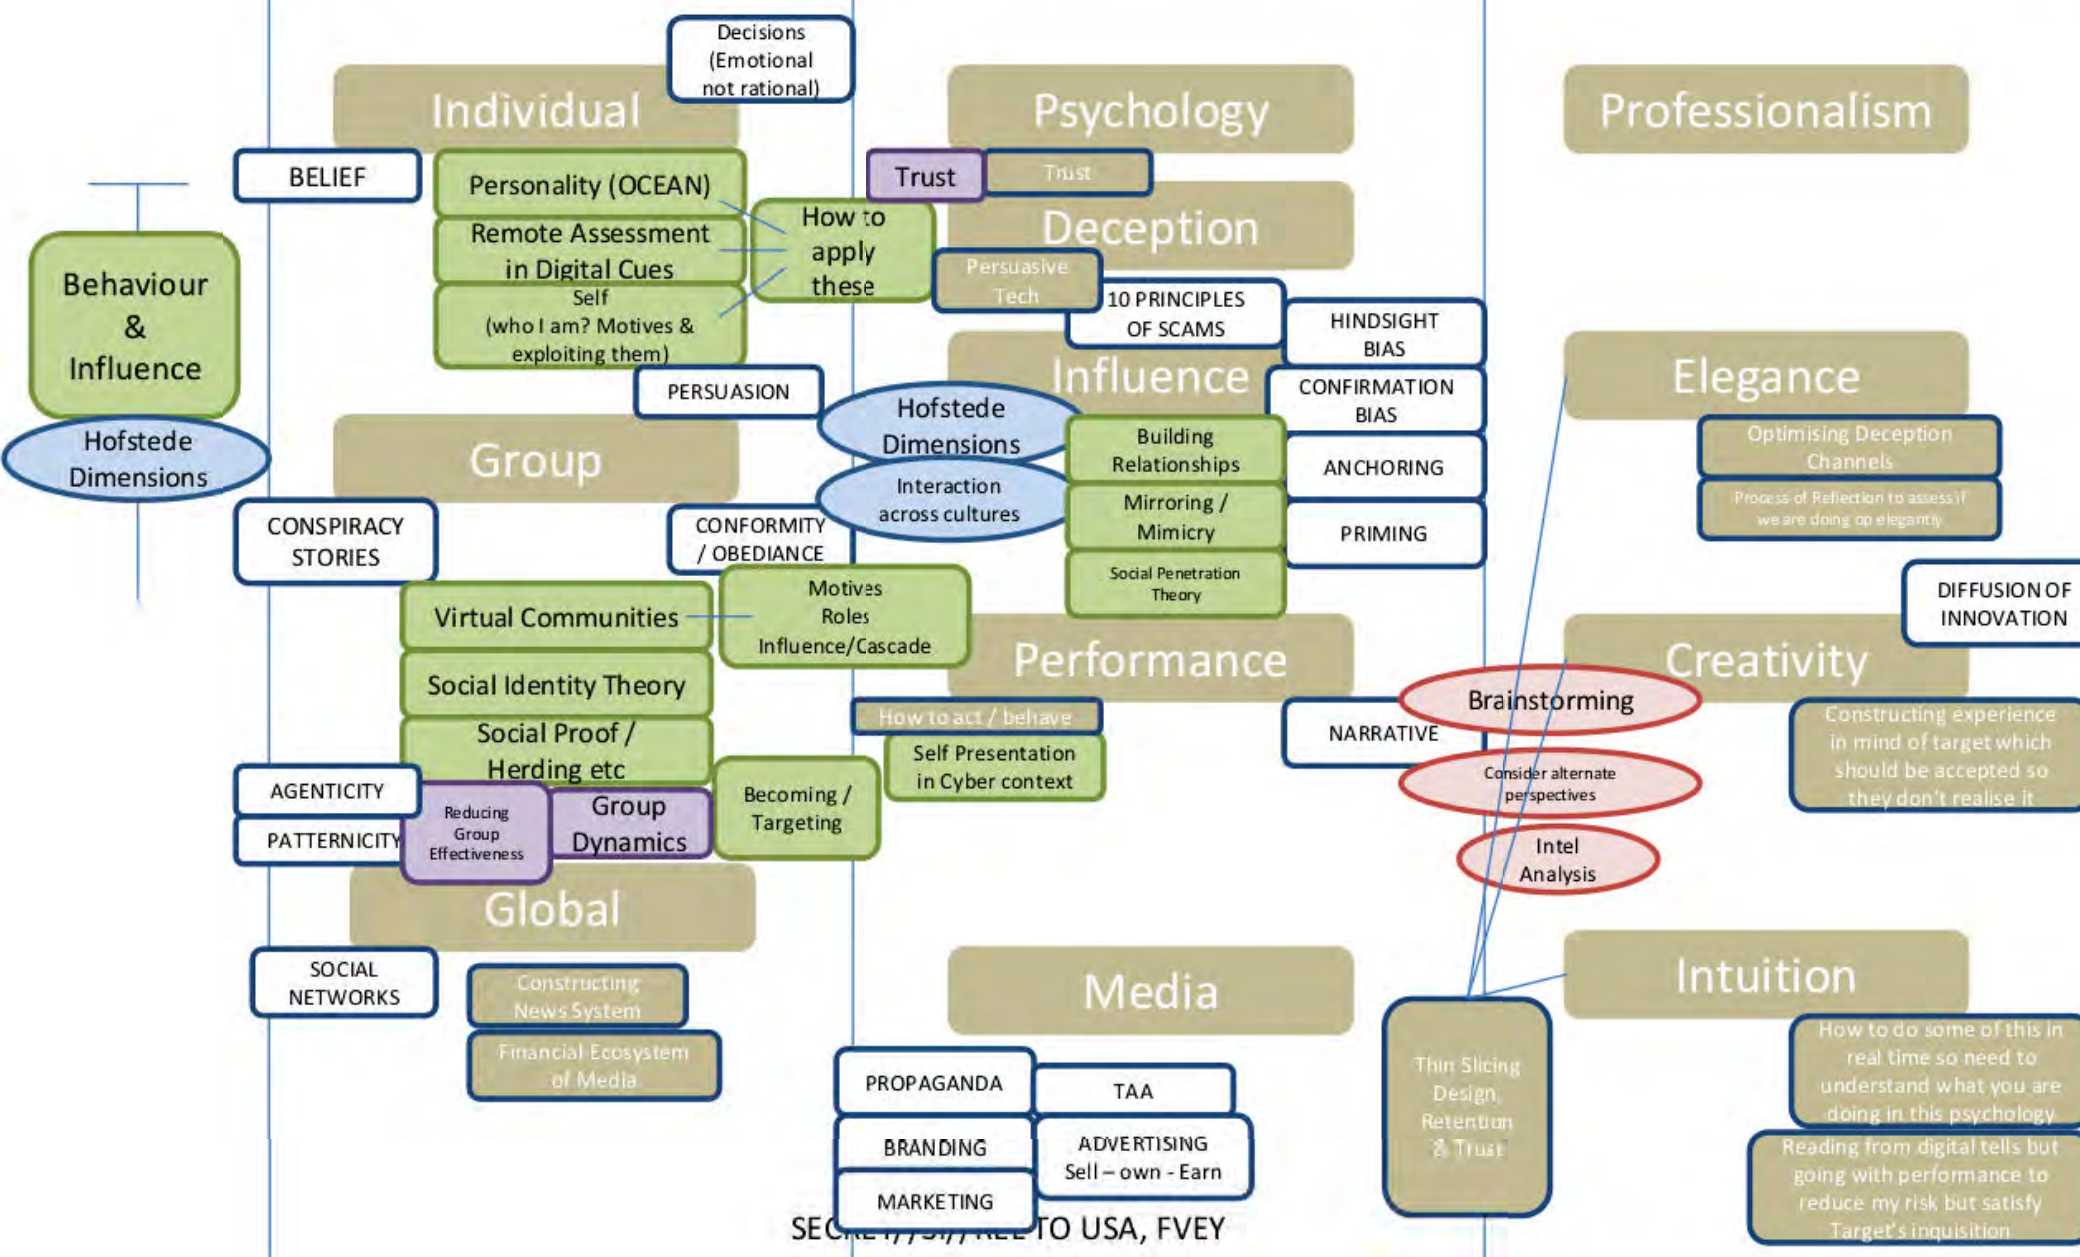 Decisions
(Emotional
not rational)
Individual
Psychology
Professionalism
BELIEF
Personality (OCEAN)
Trust
Trust
Remote Assessment
in Digital Cues
How to
apply
these
Deception
Self
(who I am? Motives &
exploiting them)
Persuasive
Tech
10 PRINCIPLES
OF SCAMS
HINDSIGHT
BIAS
Behaviour
&
Influence
Hofstede
Dimensions
PERSUASION
Influence
CONFIRMATION
BIAS
Elegance
Hofstede
Dimensions
Interaction
across cultures
Building
Relationships
Mirroring /
Mimicry
Social Penetration
Theory
ANCHORING
PRIMING
Optimising Deception
Channels
Process of Reflection to assess if
we are doing op elegantly
Group
CONSPIRACY
STORIES
CONFORMITY
/ OBEDIANCE
Virtual Communities
Motives
Roles
Influence/Cascade
Social Identity Theory
Social Proof /
Herding etc
AGENTICITY
PATTERNICITY
Reducing
Group
Effectiveness
Group
Dynamics
Becoming /
Targeting
Performance
How to act / behave
Self Presentation
in Cyber context
NARRATIVE
Brainstorming
Consider alternate
perspectives
Intel
Analysis
DIFFUSION OF
INNOVATION
Creativity
Constructing experience
in mind of target which
should be accepted so
they don't realise it
Global
SOCIAL
NETWORKS
Constructing
News System
Financial Ecosystem
of Media
Media
PROPAGANDA
TAA
BRANDING
ADVERTISING
Sell – own - Earn
MARKETING
Thin Slicing
Design,
Retention
& Trust
Intuition
How to do some of this in
real time so need to
understand what you are
doing in this psychology
Reading from digital tells but
going with performance to
reduce my risk but satisfy
Target's inquisition
SECRET//SI//REL TO USA, FVEY